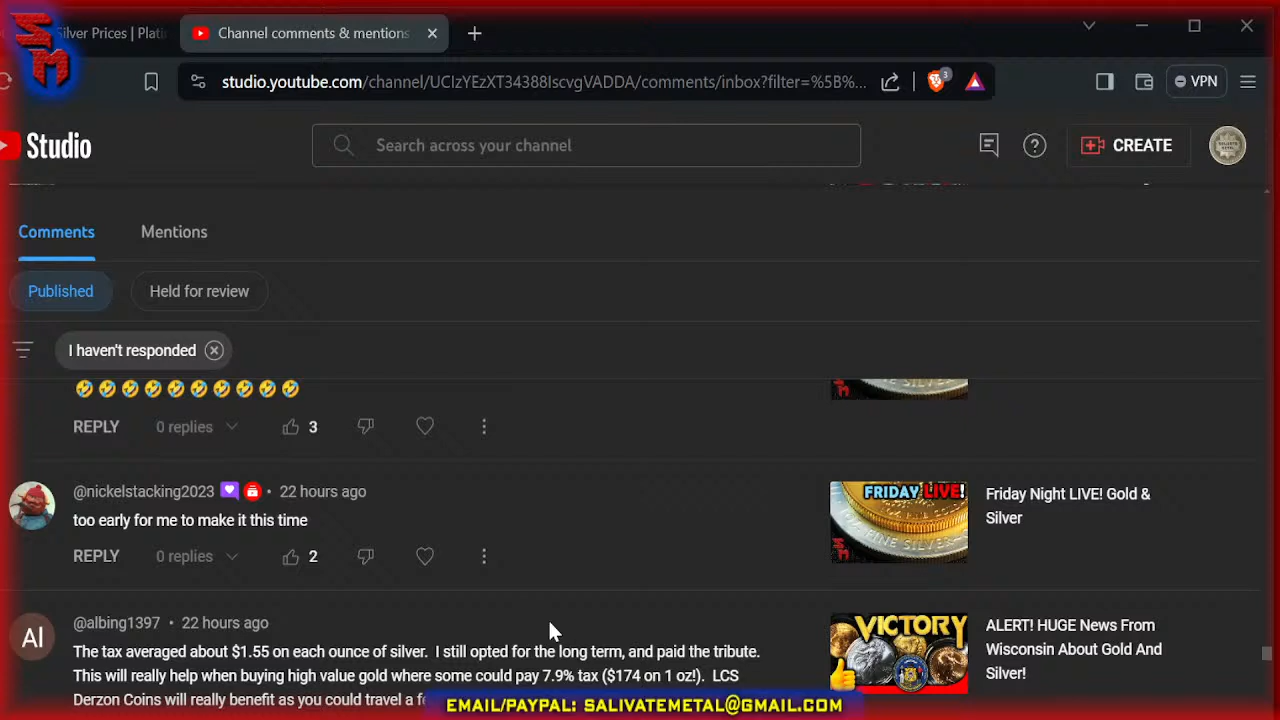 SM
Silver Prices | Plati
Channel comments & mentions
studio.youtube.com/channel/UCIzYEzXT34388IscvgVADDA/comments/inbox?filter=%5B%...
3
VPN
Studio
Search across your channel
CREATE
Comments
Mentions
Published
Held for review
I haven't responded
🤣🤣🤣🤣🤣🤣🤣🤣🤣🤣
REPLY
0 replies
3
@nickelstacking2023 • 22 hours ago
too early for me to make it this time
REPLY
0 replies
2
FRIDAY LIVE!
Friday Night LIVE! Gold &
Silver
Al
@albing1397 • 22 hours ago
The tax averaged about $1.55 on each ounce of silver. I still opted for the long term, and paid the tribute.
This will really help when buying high value gold where some could pay 7.9% tax ($174 on 1 oz!). LCS
Derzon Coins will really benefit as you could travel a fe
VICTORY
ALERT! HUGE News From
Wisconsin About Gold And
Silver!
EMAIL/PAYPAL: SALIVATEMETAL@GMAIL.COM